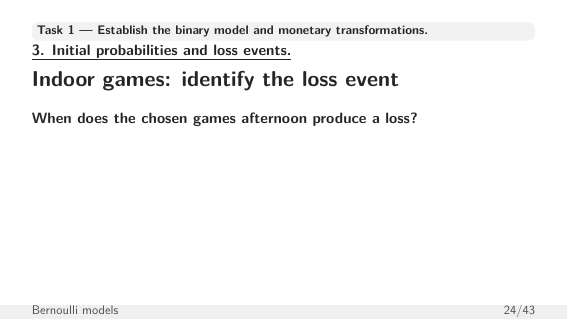 Task 1 — Establish the binary model and monetary transformations.
3. Initial probabilities and loss events.
Indoor games: identify the loss event
When does the chosen games afternoon produce a loss?
Bernoulli models
24/43